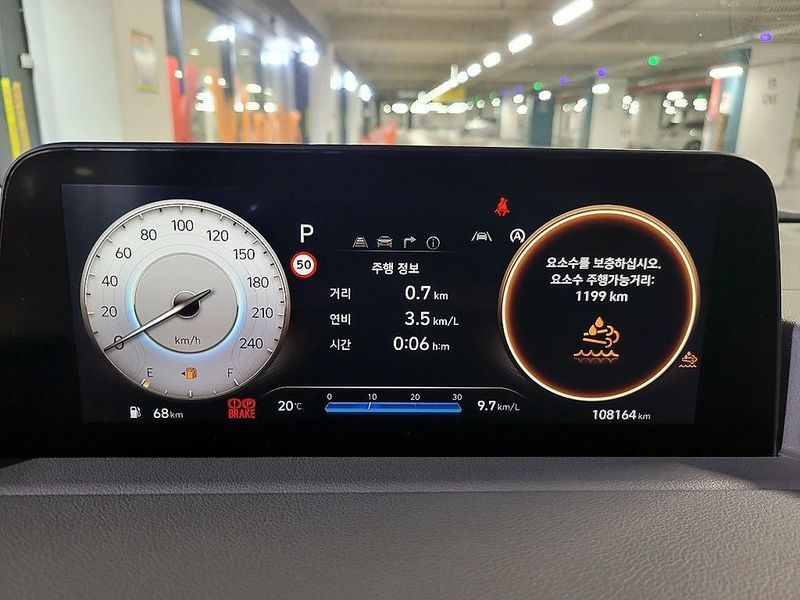 0
20
40
60
80
100
120
150
180
210
240
km/h
E
F
68 km
BRAKE
P
50
주행 정보
거리 0.7 km
연비 3.5 km/L
시간 0:06 h:m
20℃
0 10 20 30
9.7 km/L
A
요소수를 보충하십시오.
요소수 주행가능거리:
1199 km
108164 km